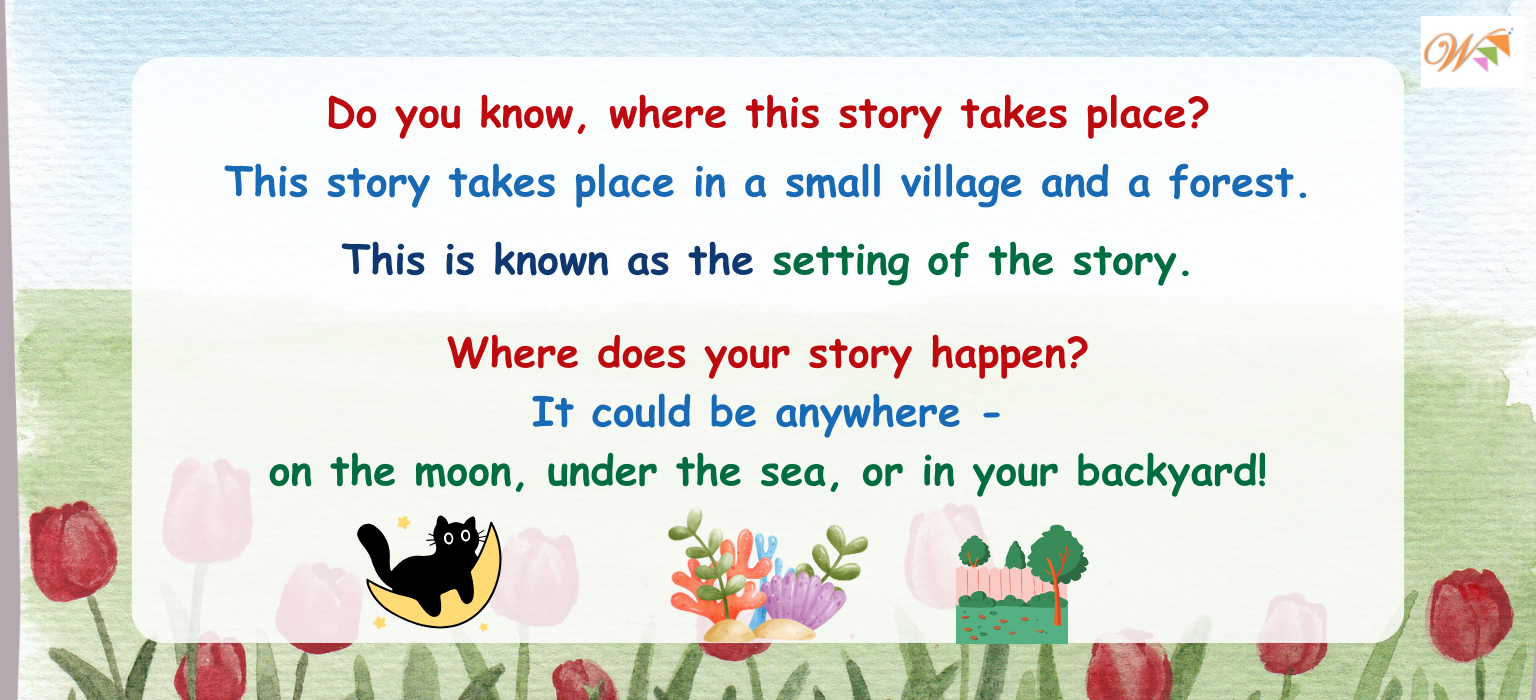 Do you know, where this story takes place?
This story takes place in a small village and a forest.
This is known as the setting of the story.
Where does your story happen?
It could be anywhere -
on the moon, under the sea, or in your backyard!
W